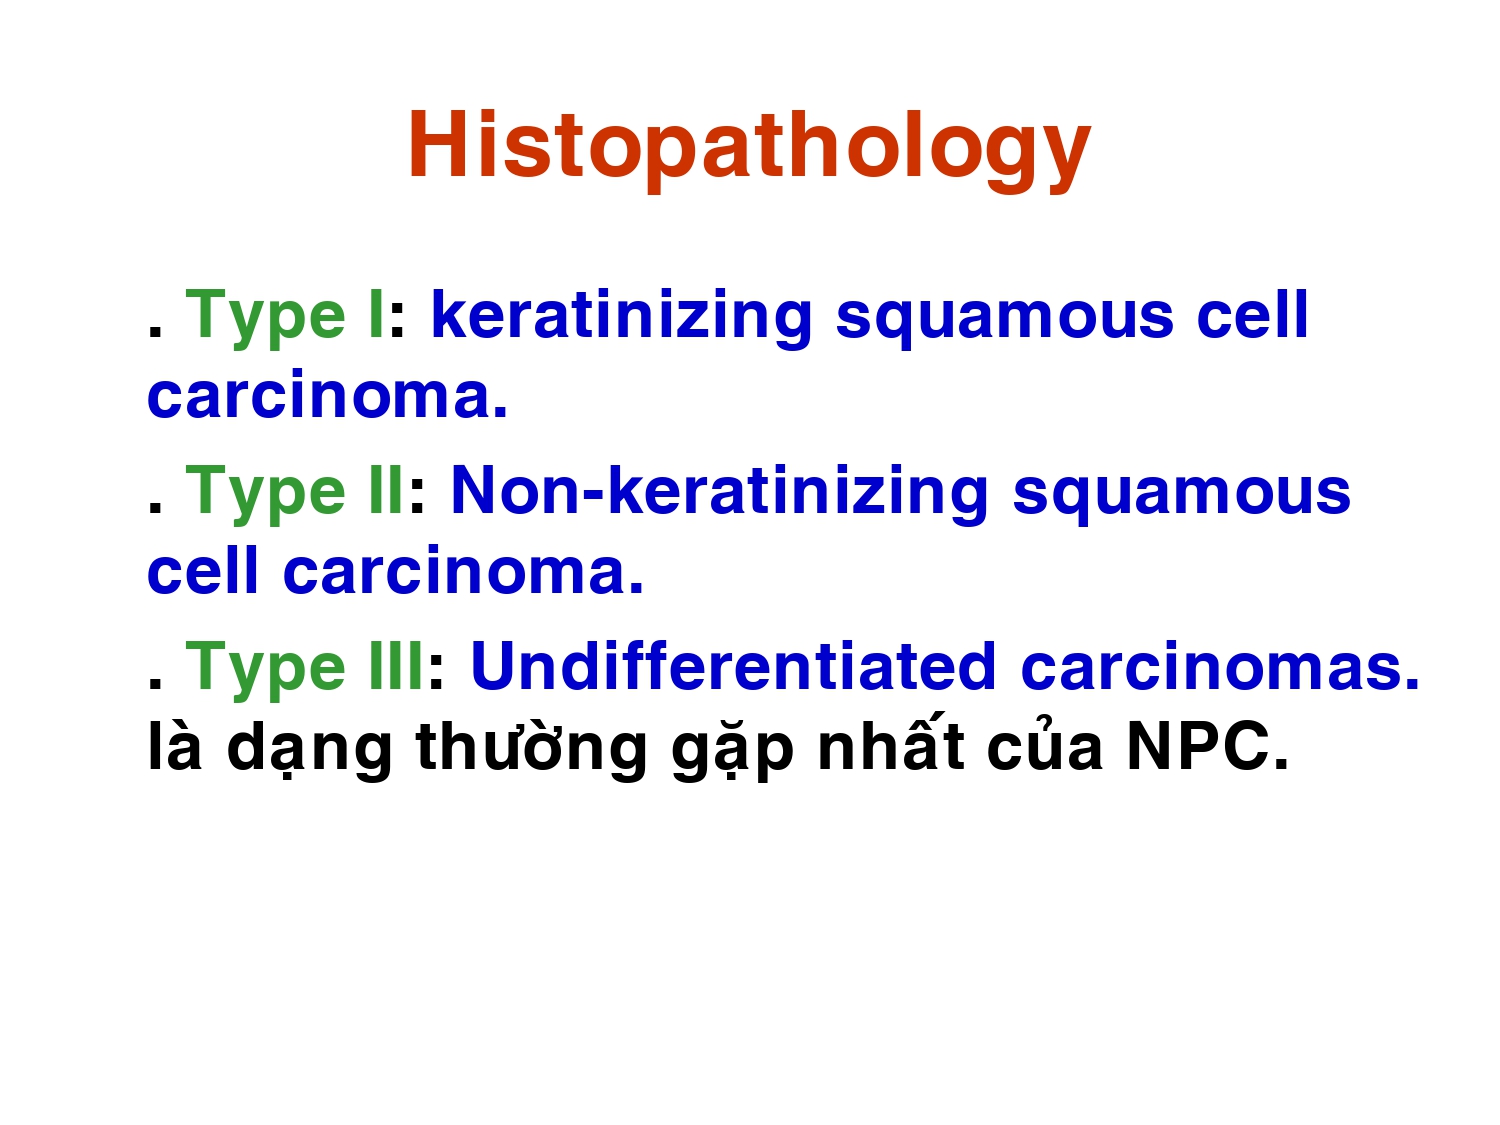 Histopathology
. Type I: keratinizing squamous cell
carcinoma.
. Type II: Non-keratinizing squamous
cell carcinoma.
. Type III: Undifferentiated carcinomas.
là dạng thường gặp nhất của NPC.